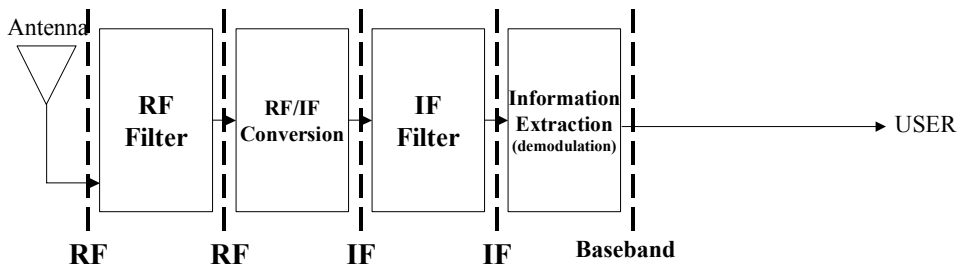 Antenna
RF
Filter
RF/IF
Conversion
IF
Filter
Information
Extraction
(demodulation)
USER
RF
RF
IF
IF
Baseband